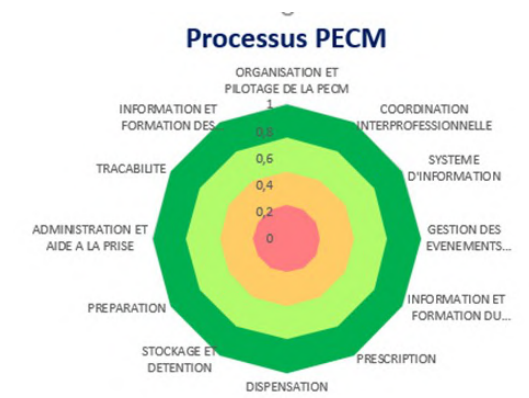 Processus PECM
ORGANISATION ET
PILOTAGE DE LA PECM
COORDINATION
INTERPROFESSIONNELLE
SYSTEME
D'INFORMATION
GESTION DES
EVENEMENTS...
INFORMATION ET
FORMATION DU...
PRESCRIPTION
DISPENSATION
STOCKAGE ET
DETENTION
PREPARATION
ADMINISTRATION ET
AIDE A LA PRISE
TRACABILITE
INFORMATION ET
FORMATION DES...
1
0,8
0,6
0,4
0,2
0